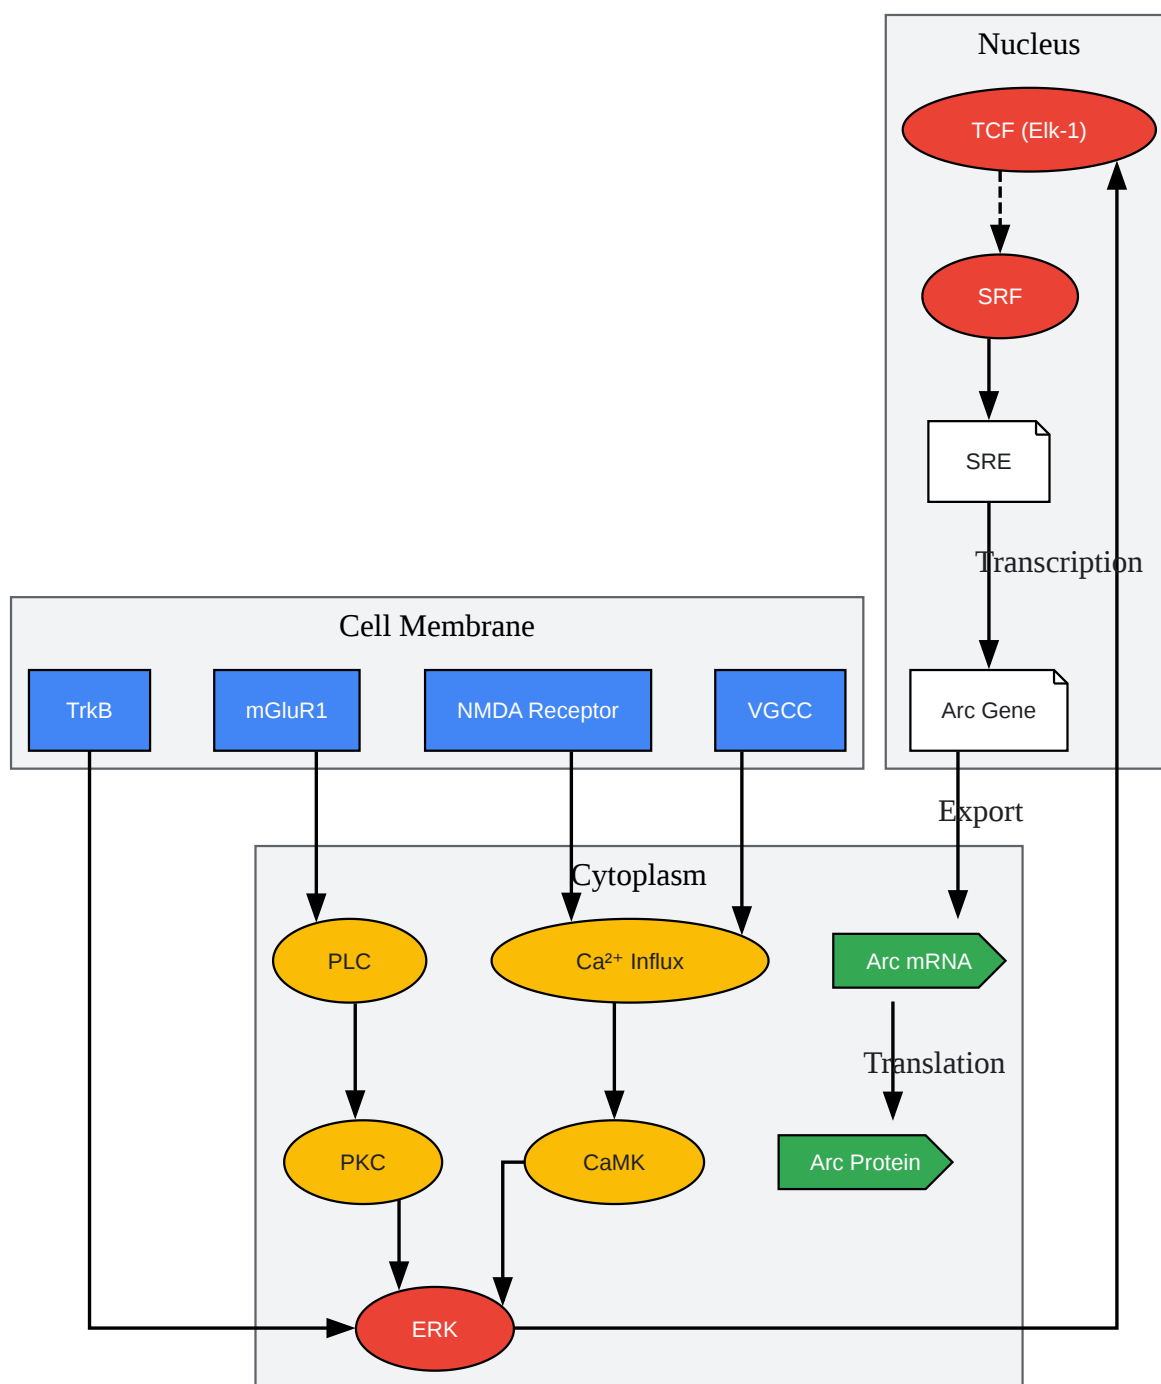 Nucleus
TCF (Elk-1)
SRF
SRE
Transcription
Cell Membrane
TrkB
mGluR1
NMDA Receptor
VGCC
Arc Gene
Export
Cytoplasm
PLC
Ca²⁺ Influx
Arc mRNA
Translation
PKC
CaMK
Arc Protein
ERK